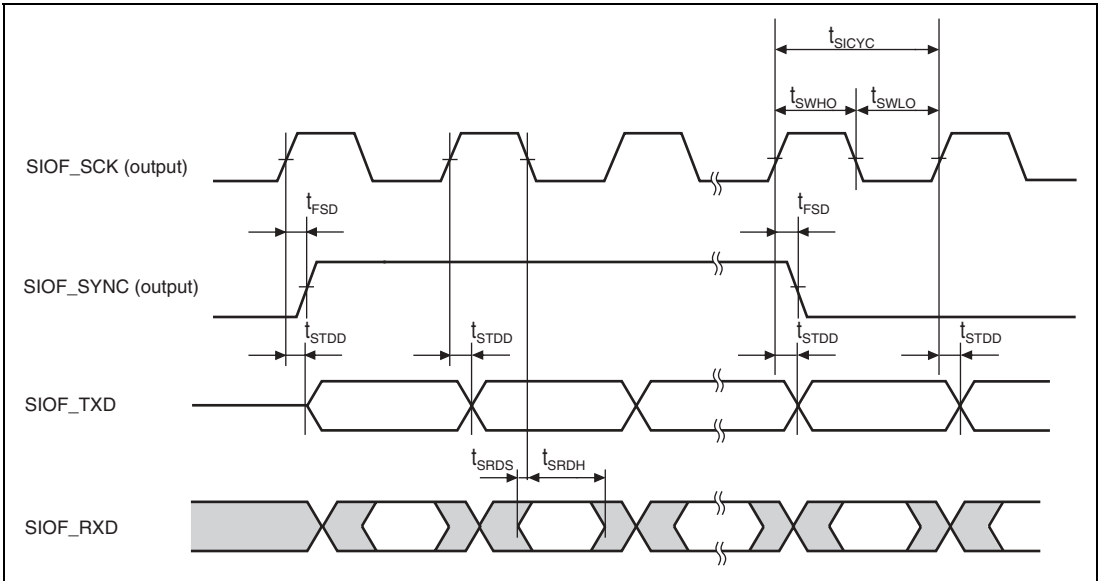 tSICYC
tSWHO tSWLO
SIOF_SCK (output)
tFSD tFSD
SIOF_SYNC (output)
tSTDD tSTDD tSTDD tSTDD
SIOF_TXD
tSRDS tSRDH
SIOF_RXD